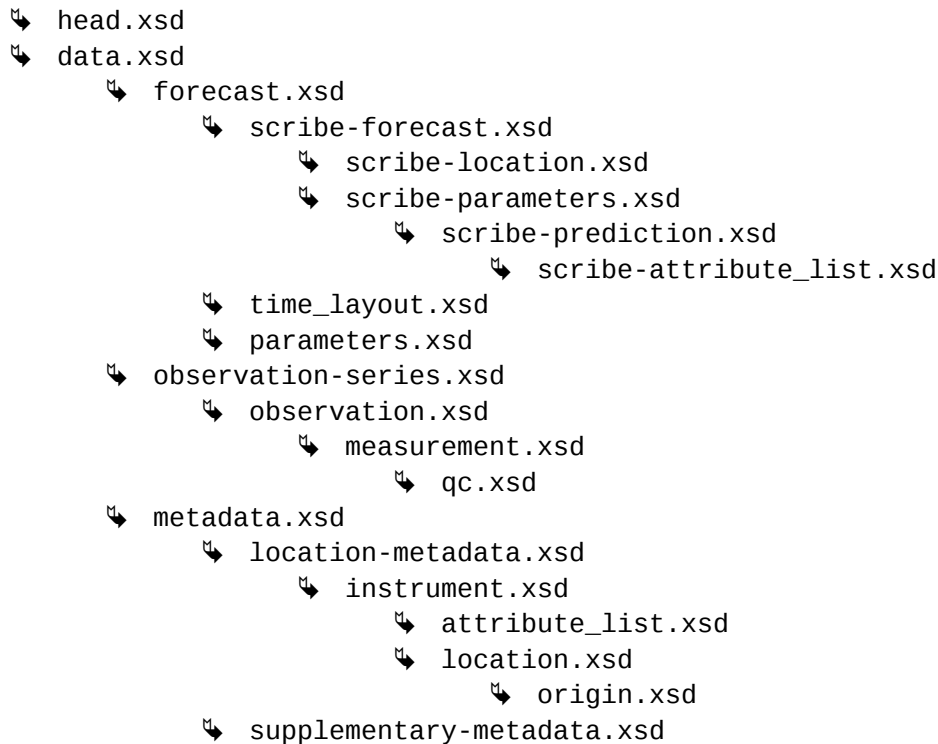 head.xsd
data.xsd
forecast.xsd
scribe-forecast.xsd
scribe-location.xsd
scribe-parameters.xsd
scribe-prediction.xsd
scribe-attribute_list.xsd
time_layout.xsd
parameters.xsd
observation-series.xsd
observation.xsd
measurement.xsd
qc.xsd
metadata.xsd
location-metadata.xsd
instrument.xsd
attribute_list.xsd
location.xsd
origin.xsd
supplementary-metadata.xsd